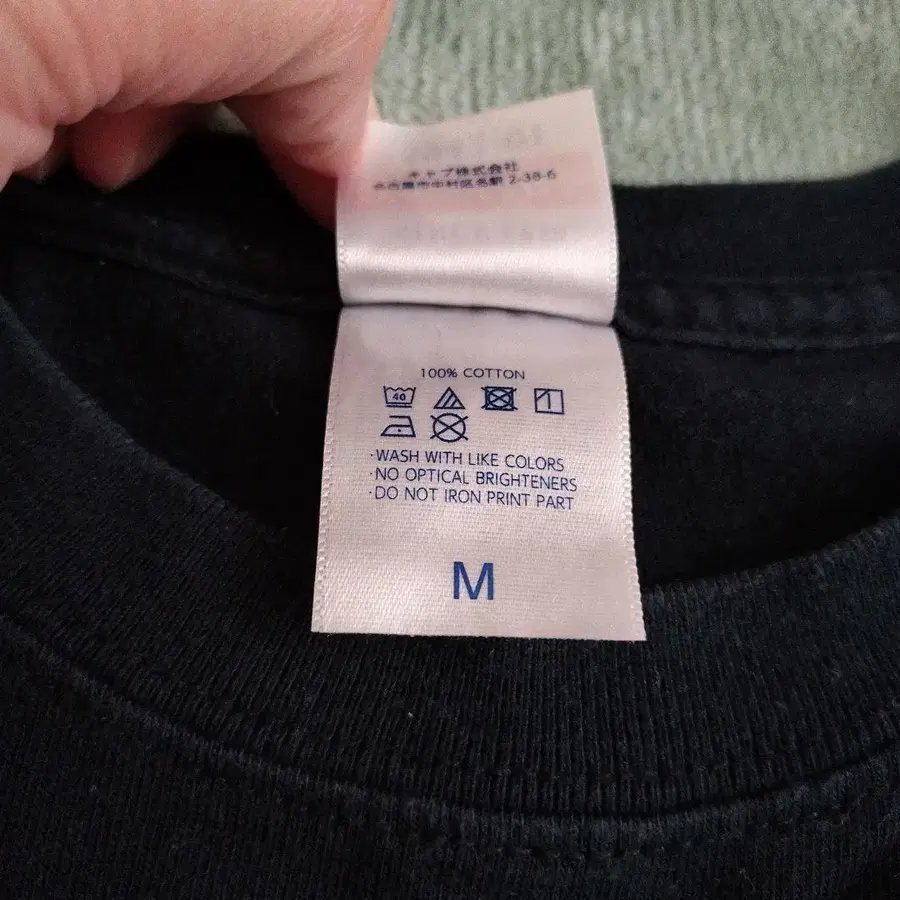 キャブ株式会社
名古屋市中村区名駅 2-38-6
100% COTTON
40
·WASH WITH LIKE COLORS
·NO OPTICAL BRIGHTENERS
·DO NOT IRON PRINT PART
M